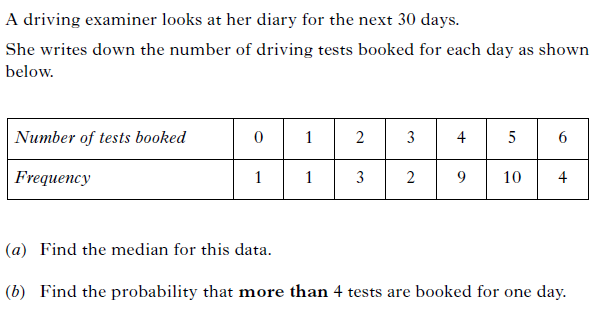 A driving examiner looks at her diary for the next 30 days.
She writes down the number of driving tests booked for each day as shown
below.
Number of tests booked 0 1 2 3 4 5 6
Frequency 1 1 3 2 9 10 4
(a) Find the median for this data.
(b) Find the probability that more than 4 tests are booked for one day.